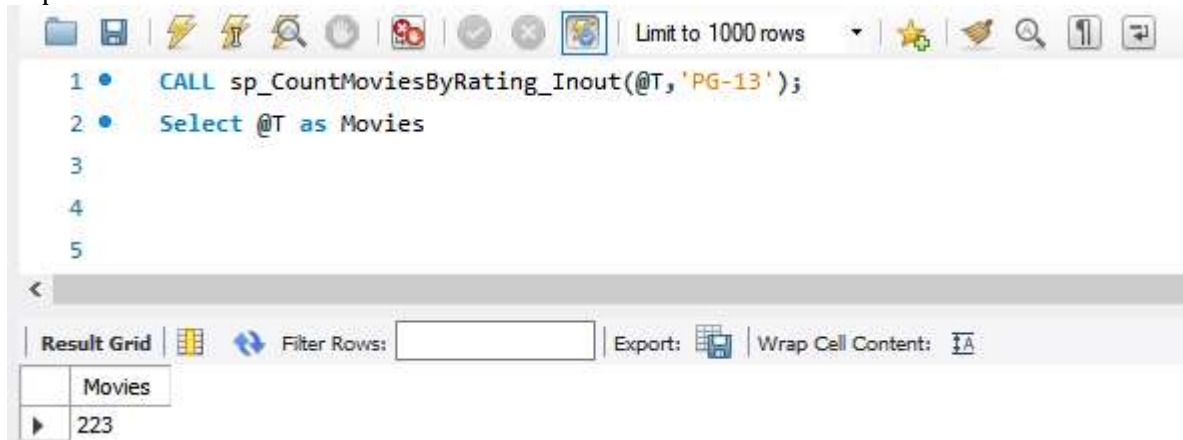 Limit to 1000 rows
1 CALL sp_CountMoviesByRating_Inout(@T,'PG-13');
2 Select @T as Movies
3
4
5
Result Grid Filter Rows: Export: Wrap Cell Content: IA
Movies
223